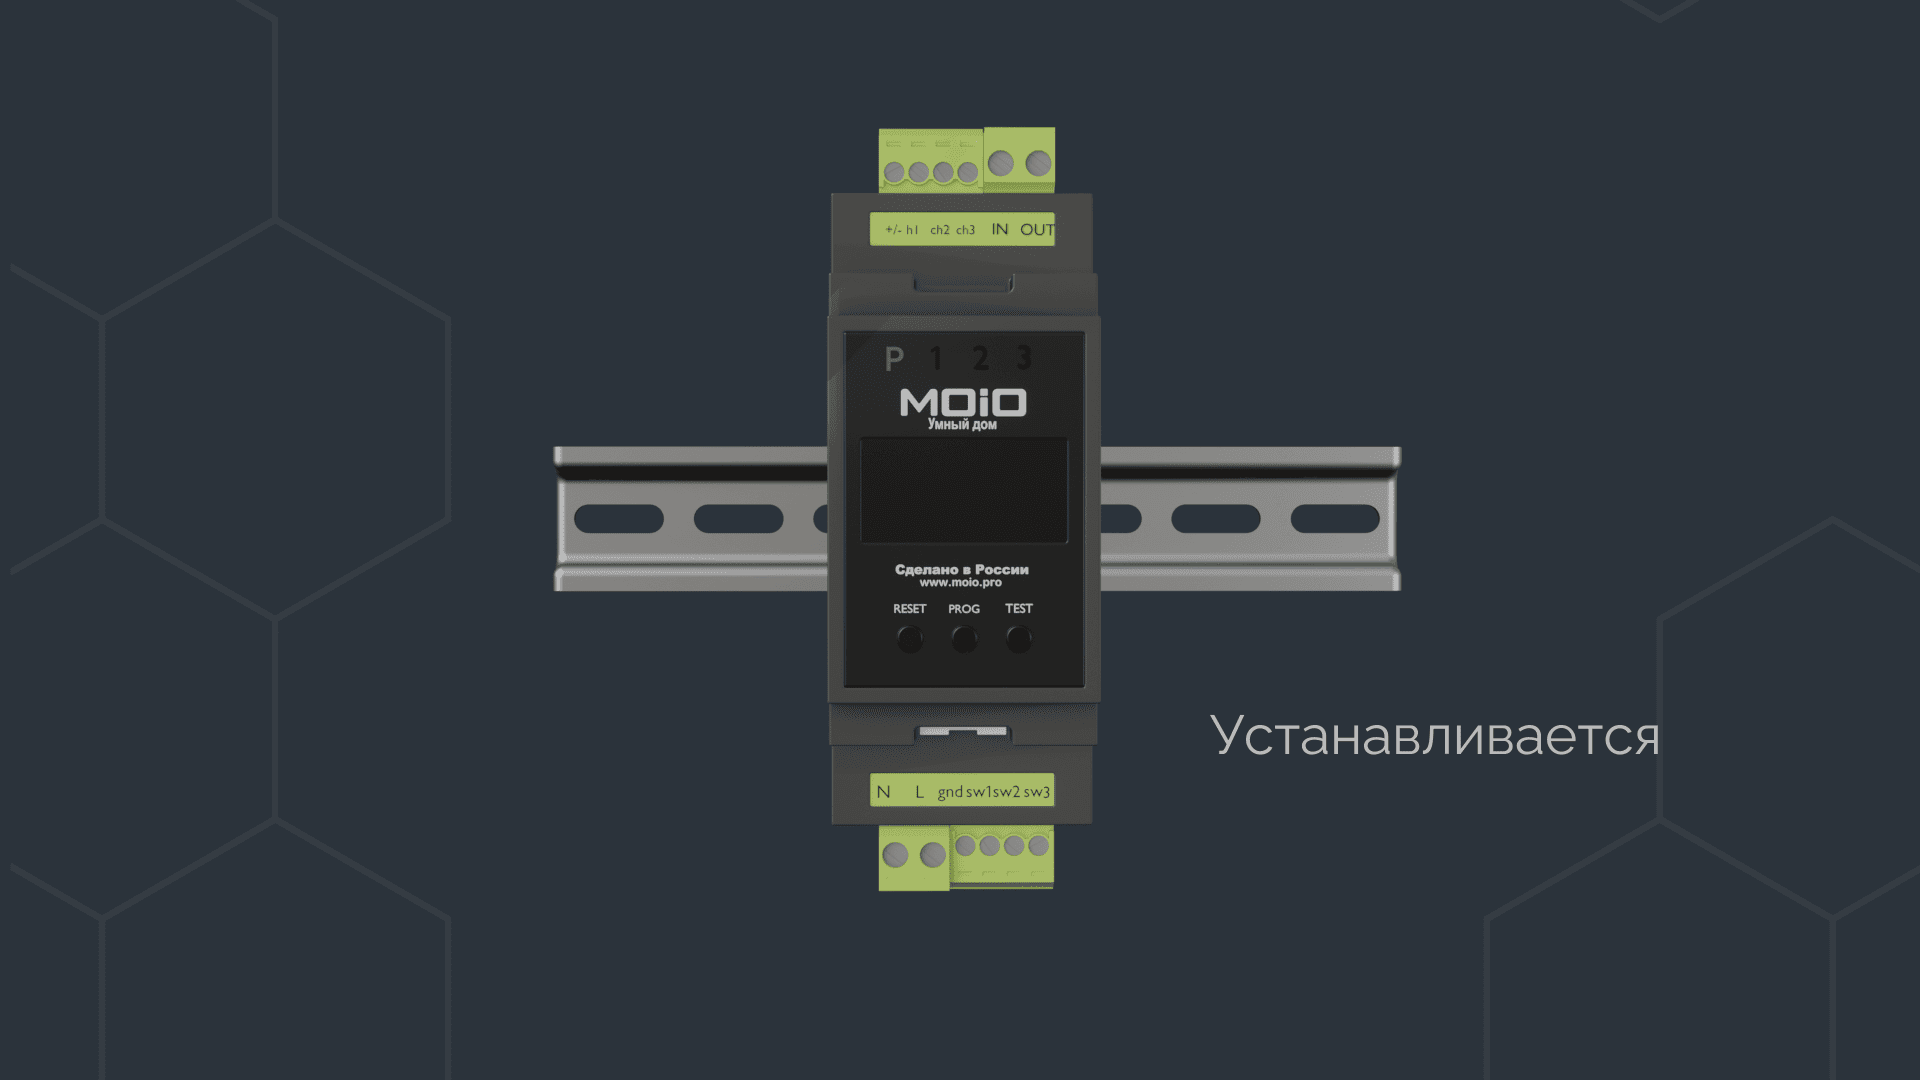 +/- h1 ch2 ch3 IN OUT
P 1 2 3
MOiO
Умный дом
Сделано в России
www.moio.pro
RESET PROG TEST
Устанавливается
N L gnd sw1 sw2 sw3